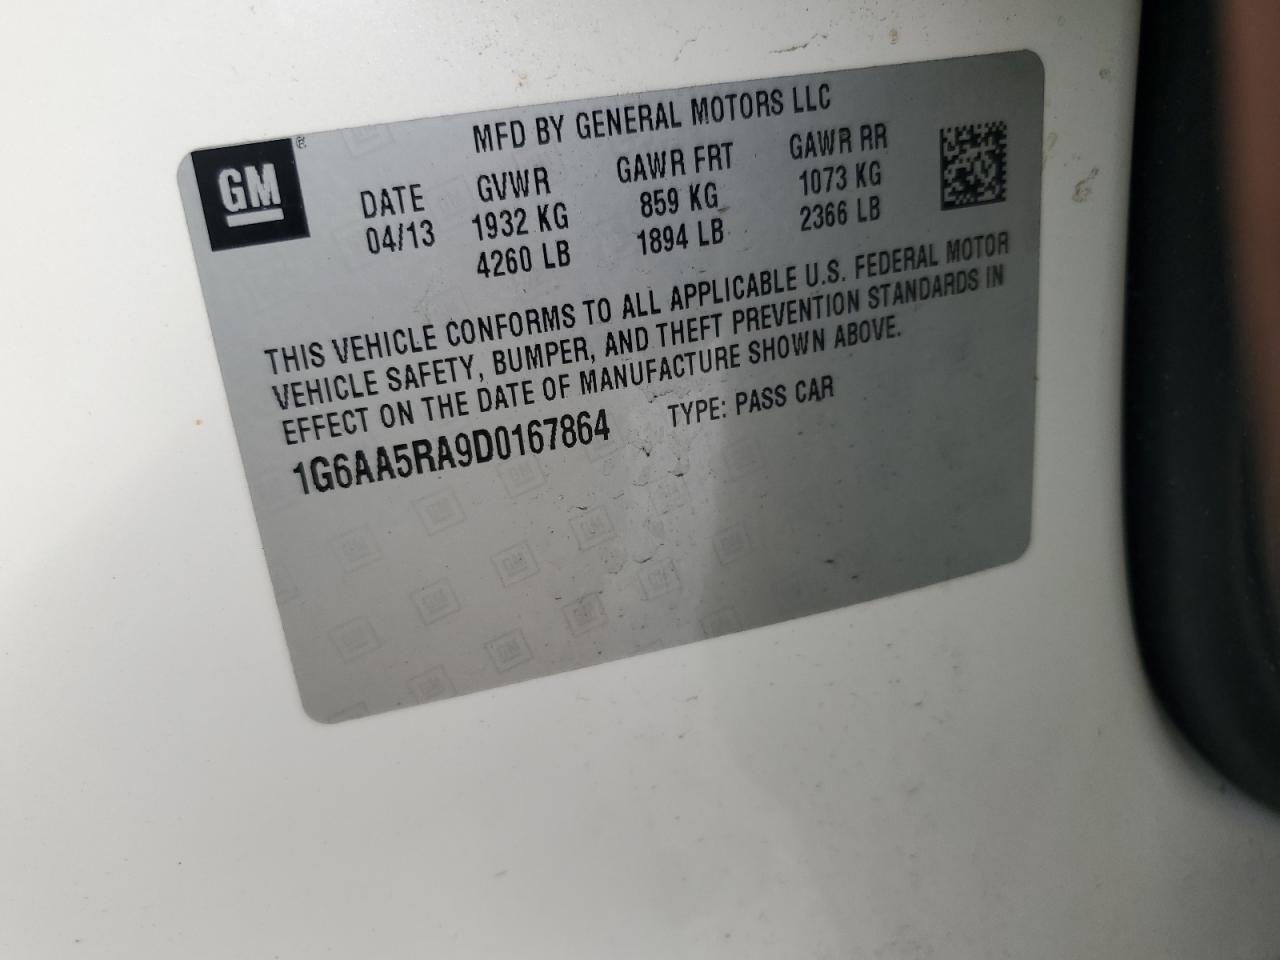 MFD BY GENERAL MOTORS LLC
GM®
DATE GVWR GAWR FRT GAWR RR
04/13 1932 KG 859 KG 1073 KG
4260 LB 1894 LB 2366 LB
THIS VEHICLE CONFORMS TO ALL APPLICABLE U.S. FEDERAL MOTOR
VEHICLE SAFETY, BUMPER, AND THEFT PREVENTION STANDARDS IN
EFFECT ON THE DATE OF MANUFACTURE SHOWN ABOVE.
1G6AA5RA9D0167864 TYPE: PASS CAR